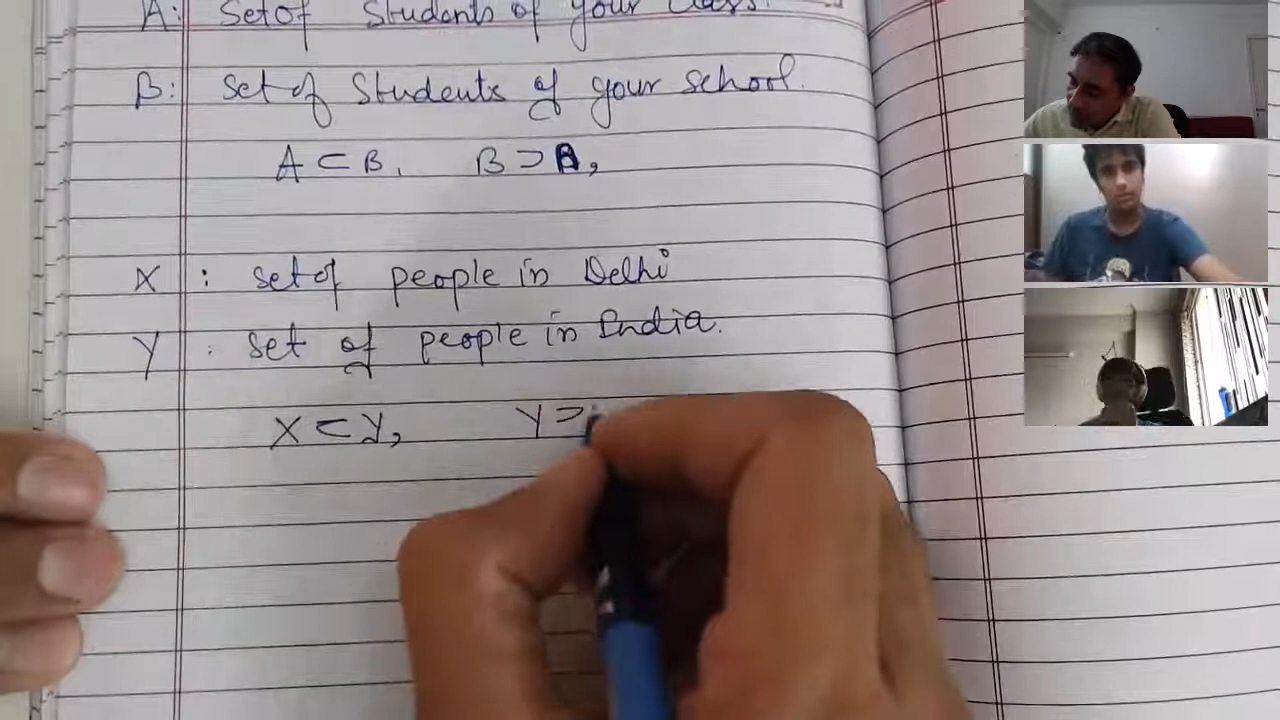 A: Set of Students of your class.
B: set of Students of your school.
A ⊂ B, B ⊃ A,
X : set of people in Delhi
Y : set of people in India.
X ⊂ Y, Y ⊃